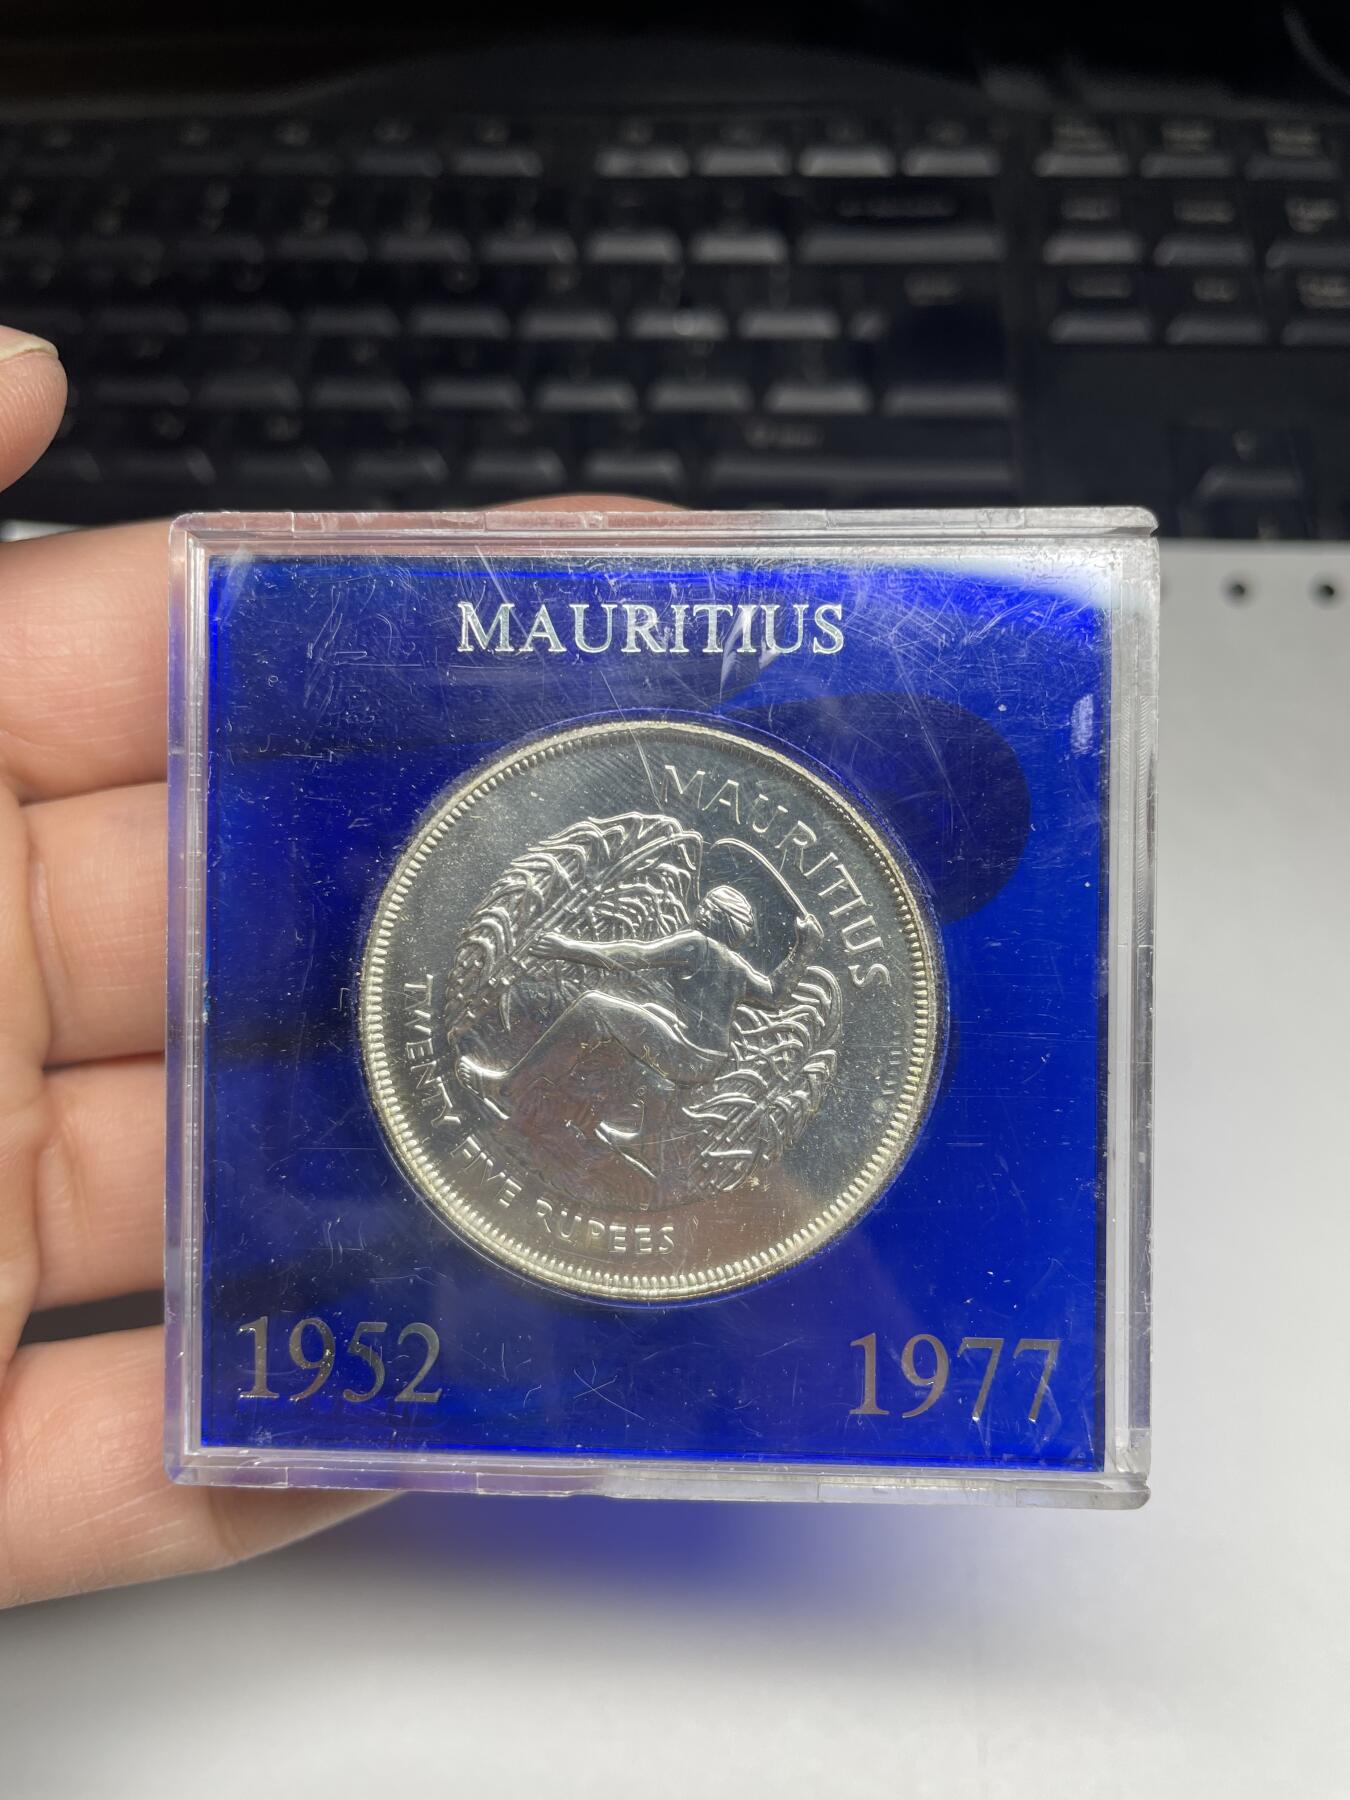 MAURITIUS
MAURITIUS
TWENTY FIVE RUPEES
1952 1977